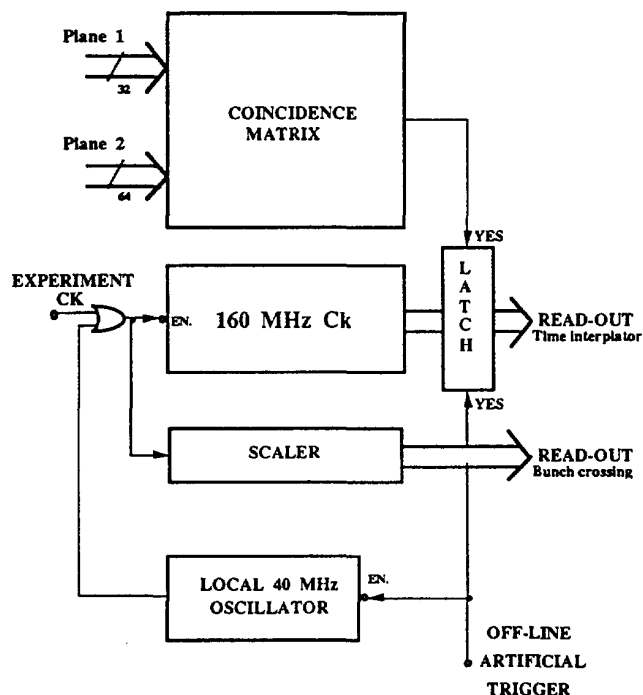 Plane 1
32
COINCIDENCE
MATRIX
Plane 2
64
YES
EXPERIMENT
CK
EN.
160 MHz Ck
LATCH
READ-OUT
Time interplator
YES
SCALER
READ-OUT
Bunch crossing
LOCAL 40 MHz
OSCILLATOR
EN.
OFF-LINE
ARTIFICIAL
TRIGGER